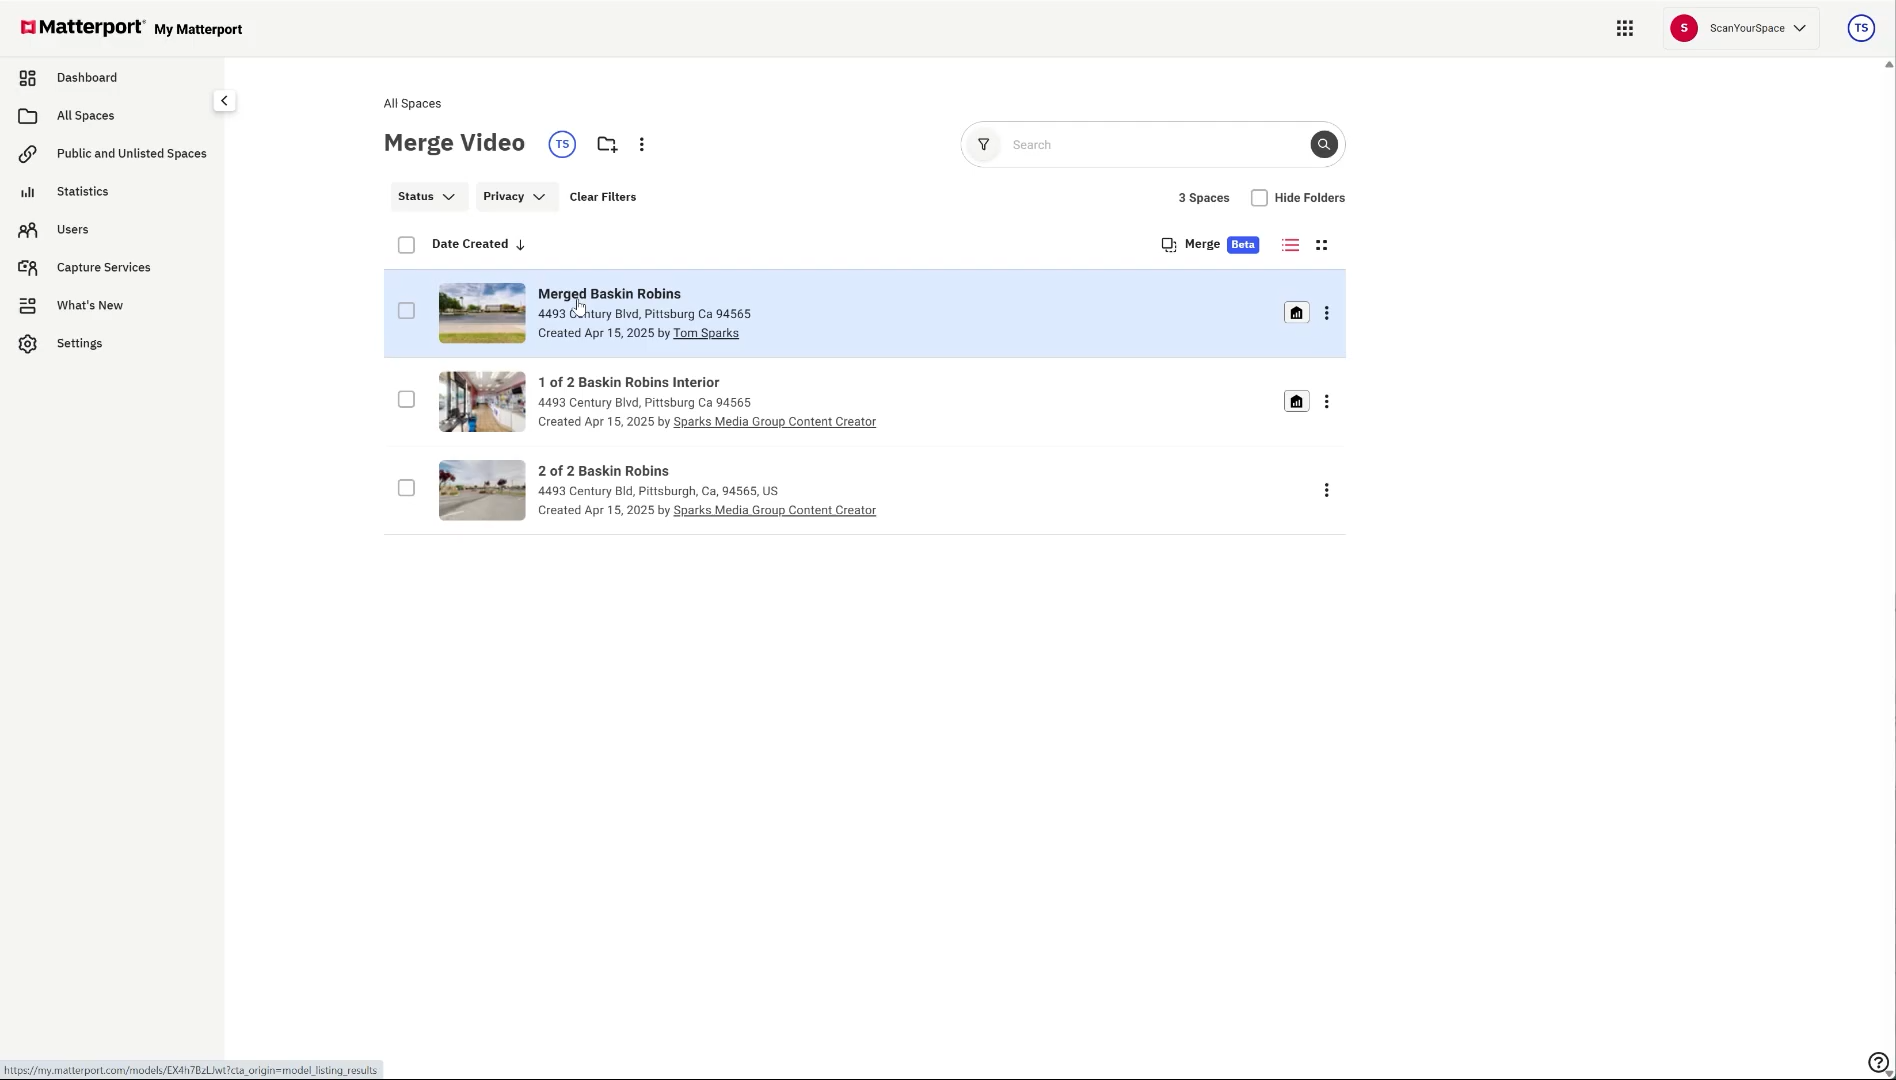 Matterport My Matterport
S ScanYourSpace TS
Dashboard
All Spaces
Public and Unlisted Spaces
Statistics
Users
Capture Services
What's New
Settings
All Spaces
Merge Video TS
Search
Status Privacy Clear Filters
3 Spaces Hide Folders
Date Created
Merge Beta
Merged Baskin Robins
4493 Century Blvd, Pittsburg Ca 94565
Created Apr 15, 2025 by Tom Sparks
1 of 2 Baskin Robins Interior
4493 Century Blvd, Pittsburg Ca 94565
Created Apr 15, 2025 by Sparks Media Group Content Creator
2 of 2 Baskin Robins
4493 Century Bld, Pittsburgh, Ca, 94565, US
Created Apr 15, 2025 by Sparks Media Group Content Creator
https://my.matterport.com/models/EX4h7BzLJwt?cta_origin=model_listing_results